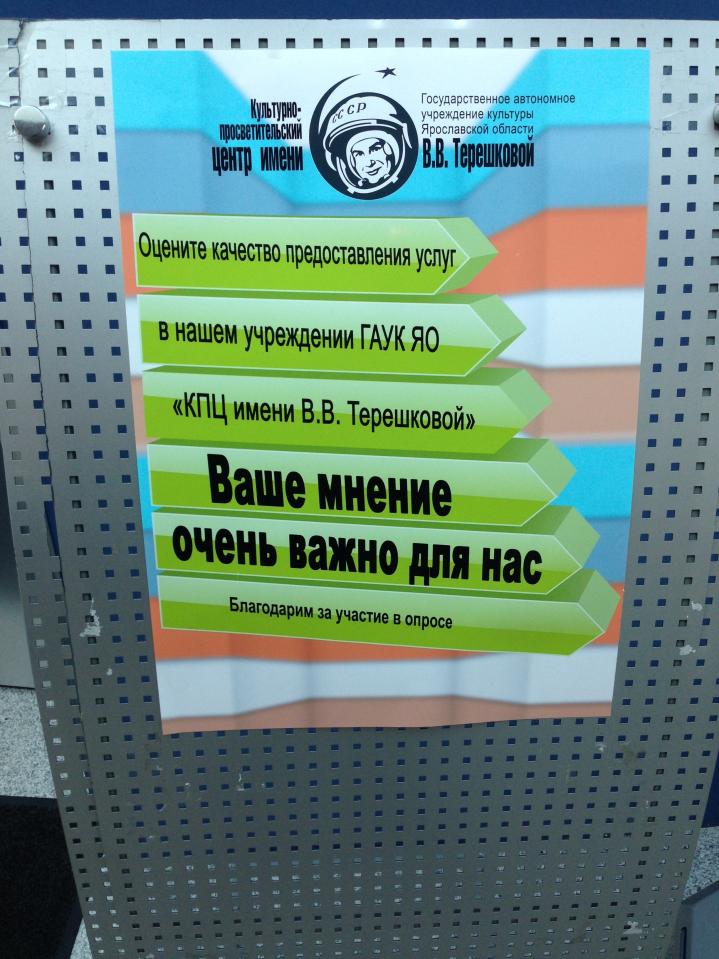 Культурно-
просветительский
центр имени
СССР
Государственное автономное
учреждение культуры
Ярославской области
В.В. Терешковой
Оцените качество предоставления услуг
в нашем учреждении ГАУК ЯО
«КПЦ имени В.В. Терешковой»
Ваше мнение
очень важно для нас
Благодарим за участие в опросе